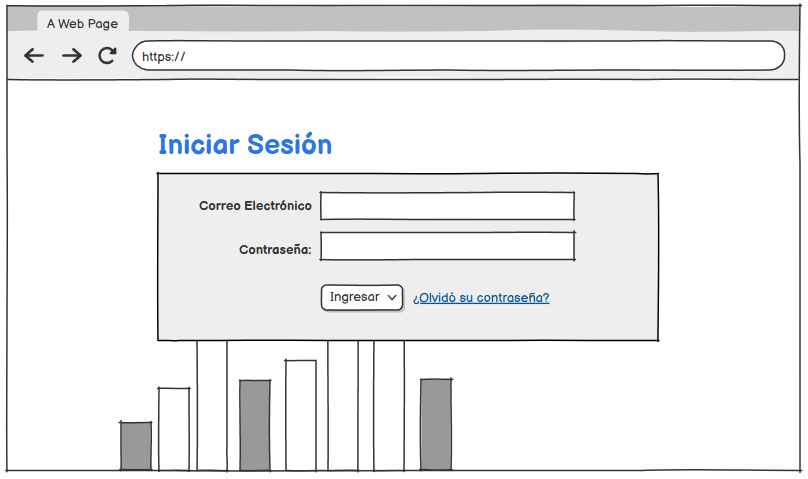 A Web Page
https://
Iniciar Sesión
Correo Electrónico
Contraseña:
Ingresar
¿Olvidó su contraseña?